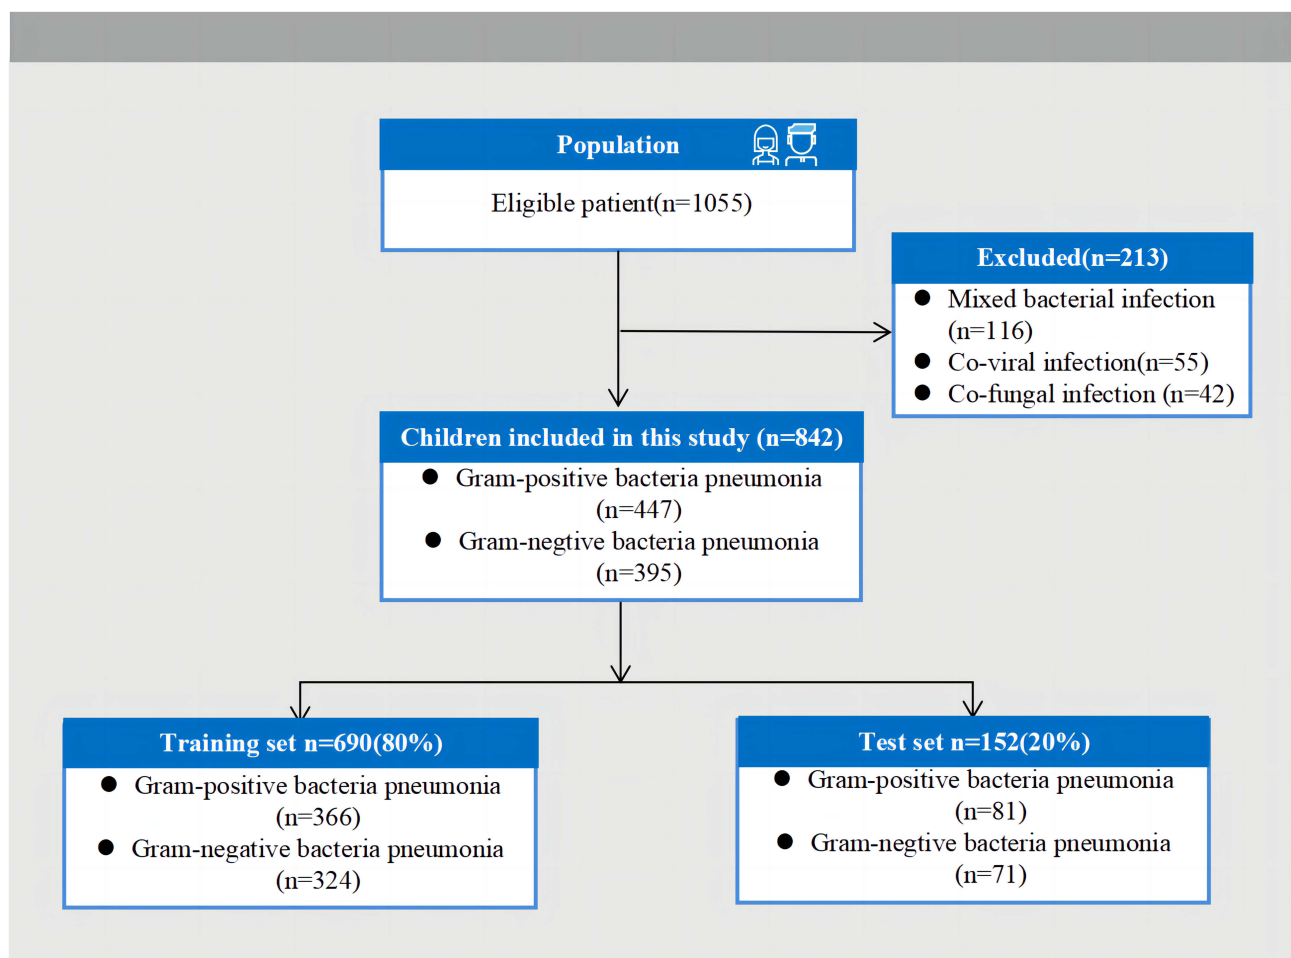 Population
Eligible patient(n=1055)
Excluded(n=213)
● Mixed bacterial infection
(n=116)
● Co-viral infection(n=55)
● Co-fungal infection (n=42)
Children included in this study (n=842)
● Gram-positive bacteria pneumonia
(n=447)
● Gram-negtive bacteria pneumonia
(n=395)
Training set n=690(80%)
● Gram-positive bacteria pneumonia
(n=366)
● Gram-negative bacteria pneumonia
(n=324)
Test set n=152(20%)
● Gram-positive bacteria pneumonia
(n=81)
● Gram-negtive bacteria pneumonia
(n=71)